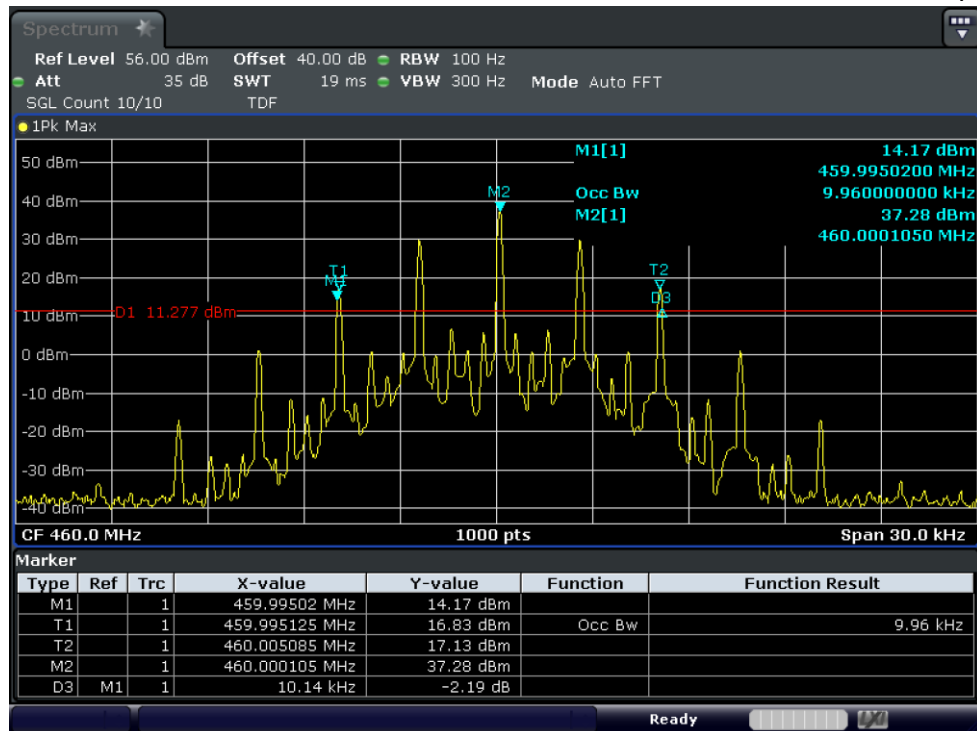 Spectrum
Ref Level 56.00 dBm Offset 40.00 dB RBW 100 Hz
Att 35 dB SWT 19 ms VBW 300 Hz Mode Auto FFT
SGL Count 10/10 TDF
1Pk Max
M1[1] 14.17 dBm
459.9950200 MHz
Occ Bw 9.960000000 kHz
M2[1] 37.28 dBm
460.0001050 MHz
50 dBm
40 dBm
M2
30 dBm
20 dBm
T1
M1
T2
D3
10 dBm
D1 11.277 dBm
0 dBm
-10 dBm
-20 dBm
-30 dBm
-40 dBm
CF 460.0 MHz 1000 pts Span 30.0 kHz
Marker
Type Ref Trc X-value Y-value Function Function Result
M1 1 459.99502 MHz 14.17 dBm
T1 1 459.995125 MHz 16.83 dBm Occ Bw 9.96 kHz
T2 1 460.005085 MHz 17.13 dBm
M2 1 460.000105 MHz 37.28 dBm
D3 M1 1 10.14 kHz -2.19 dB
Ready
LXI